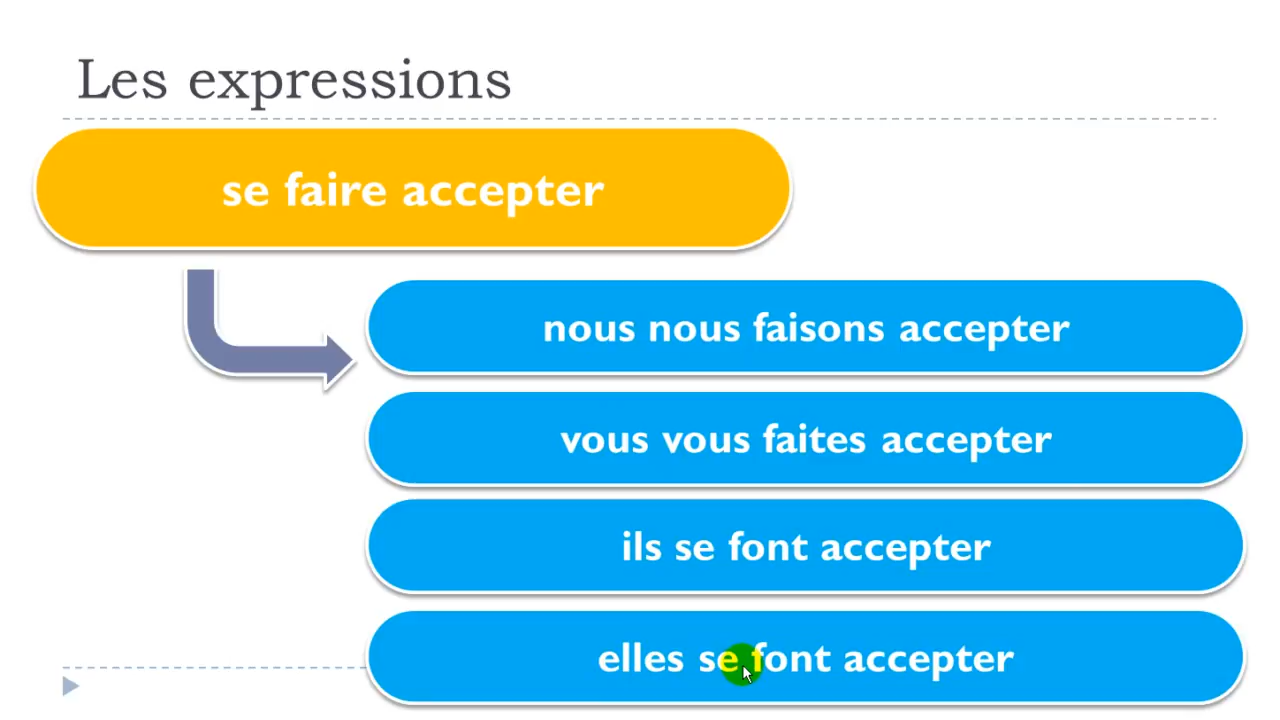 Les expressions
se faire accepter
nous nous faisons accepter
vous vous faites accepter
ils se font accepter
elles se font accepter